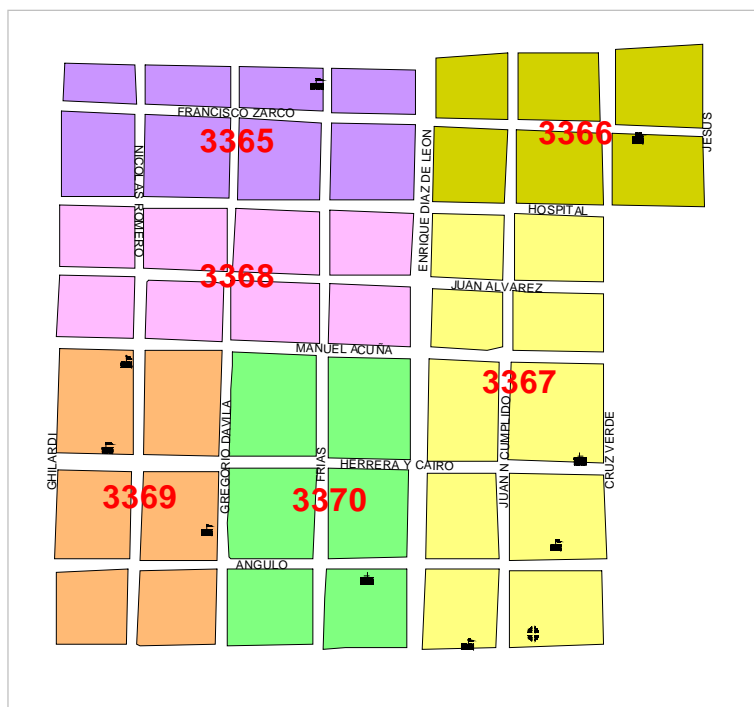 FRANCISCO ZARCO
3365
3366
JESUS
NICOLAS ROMERO
ENRIQUE DIAZ DE LEON
HOSPITAL
3368
JUAN ALVAREZ
MANUEL ACUÑA
3367
GHILARDI
GREGORIO DAVILA
FRIAS
HERRERA Y CAIRO
JUAN N CUMPLIDO
CRUZ VERDE
3369
3370
ANGULO